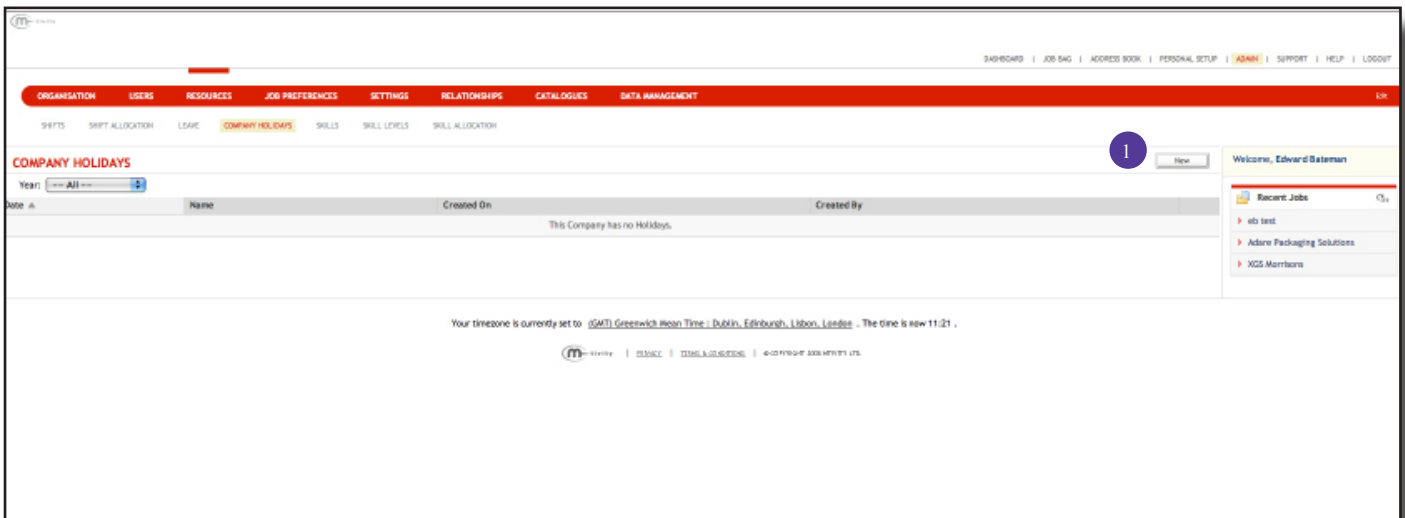 DASHBOARD | JOB BAG | ADDRESS BOOK | PERSONAL SETUP | ADMIN | SUPPORT | HELP | LOGOUT
ORGANISATION USERS RESOURCES JOB PREFERENCES SETTINGS RELATIONSHIPS CATALOGUES DATA MANAGEMENT Edit
SHIFTS SHIFT ALLOCATION LEAVE COMPANY HOLIDAYS SKILLS SKILL LEVELS SKILL ALLOCATION
1
COMPANY HOLIDAYS New Welcome, Edward Bateman
Year: -- All --
Date Name Created On Created By Recent Jobs
This Company has no Holidays.
eb test
Adare Packaging Solutions
XGS Morrisons
Your timezone is currently set to (GMT) Greenwich Mean Time : Dublin, Edinburgh, Lisbon, London . The time is now 11:21 .
PRIVACY | TERMS & CONDITIONS |